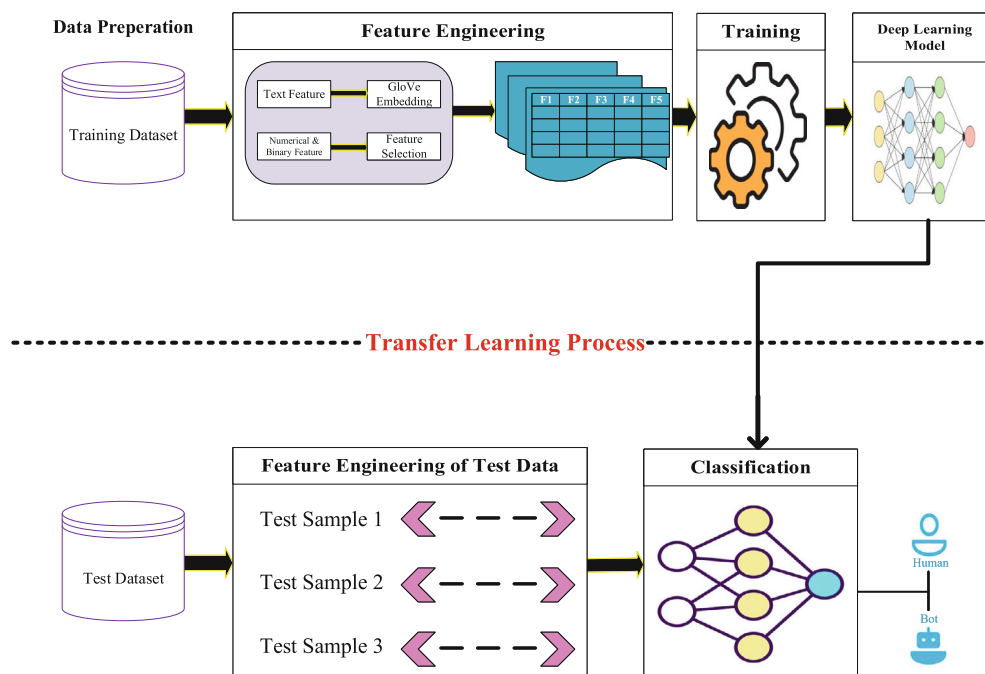 Data Preperation
Feature Engineering
Training
Deep Learning
Model
Training Dataset
Text Feature
GloVe
Embedding
Numerical &
Binary Feature
Feature
Selection
F1 F2 F3 F4 F5
Transfer Learning Process
Feature Engineering of Test Data
Classification
Test Dataset
Test Sample 1
Test Sample 2
Test Sample 3
Human
Bot